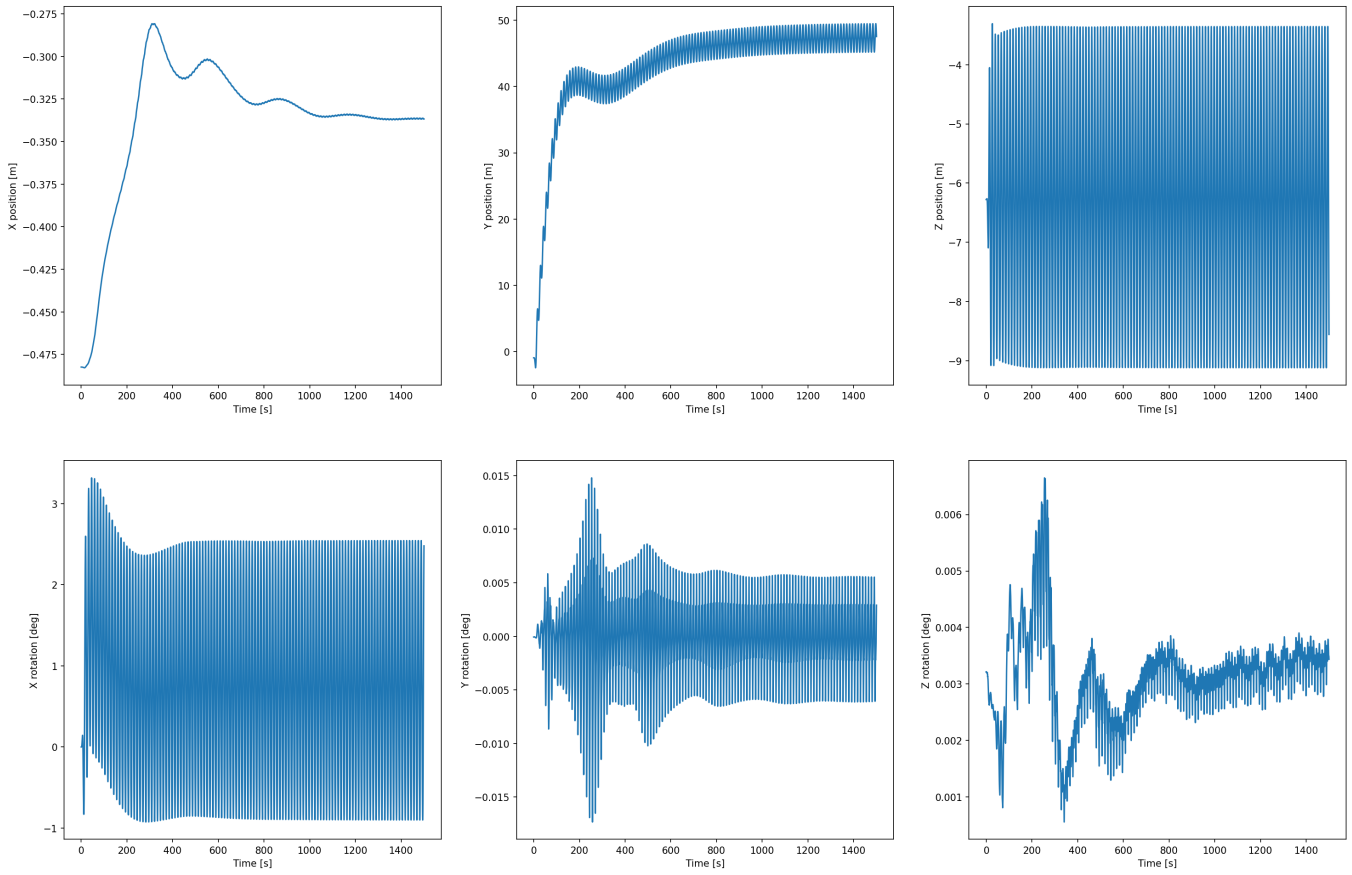 X position [m]
−0.275
−0.300
−0.325
−0.350
−0.375
−0.400
−0.425
−0.450
−0.475
0 200 400 600 800 1000 1200 1400
Time [s]
Y position [m]
50
40
30
20
10
0
0 200 400 600 800 1000 1200 1400
Time [s]
Z position [m]
−4
−5
−6
−7
−8
−9
0 200 400 600 800 1000 1200 1400
Time [s]
X rotation [deg]
3
2
1
0
−1
0 200 400 600 800 1000 1200 1400
Time [s]
Y rotation [deg]
0.015
0.010
0.005
0.000
−0.005
−0.010
−0.015
0 200 400 600 800 1000 1200 1400
Time [s]
Z rotation [deg]
0.006
0.005
0.004
0.003
0.002
0.001
0 200 400 600 800 1000 1200 1400
Time [s]